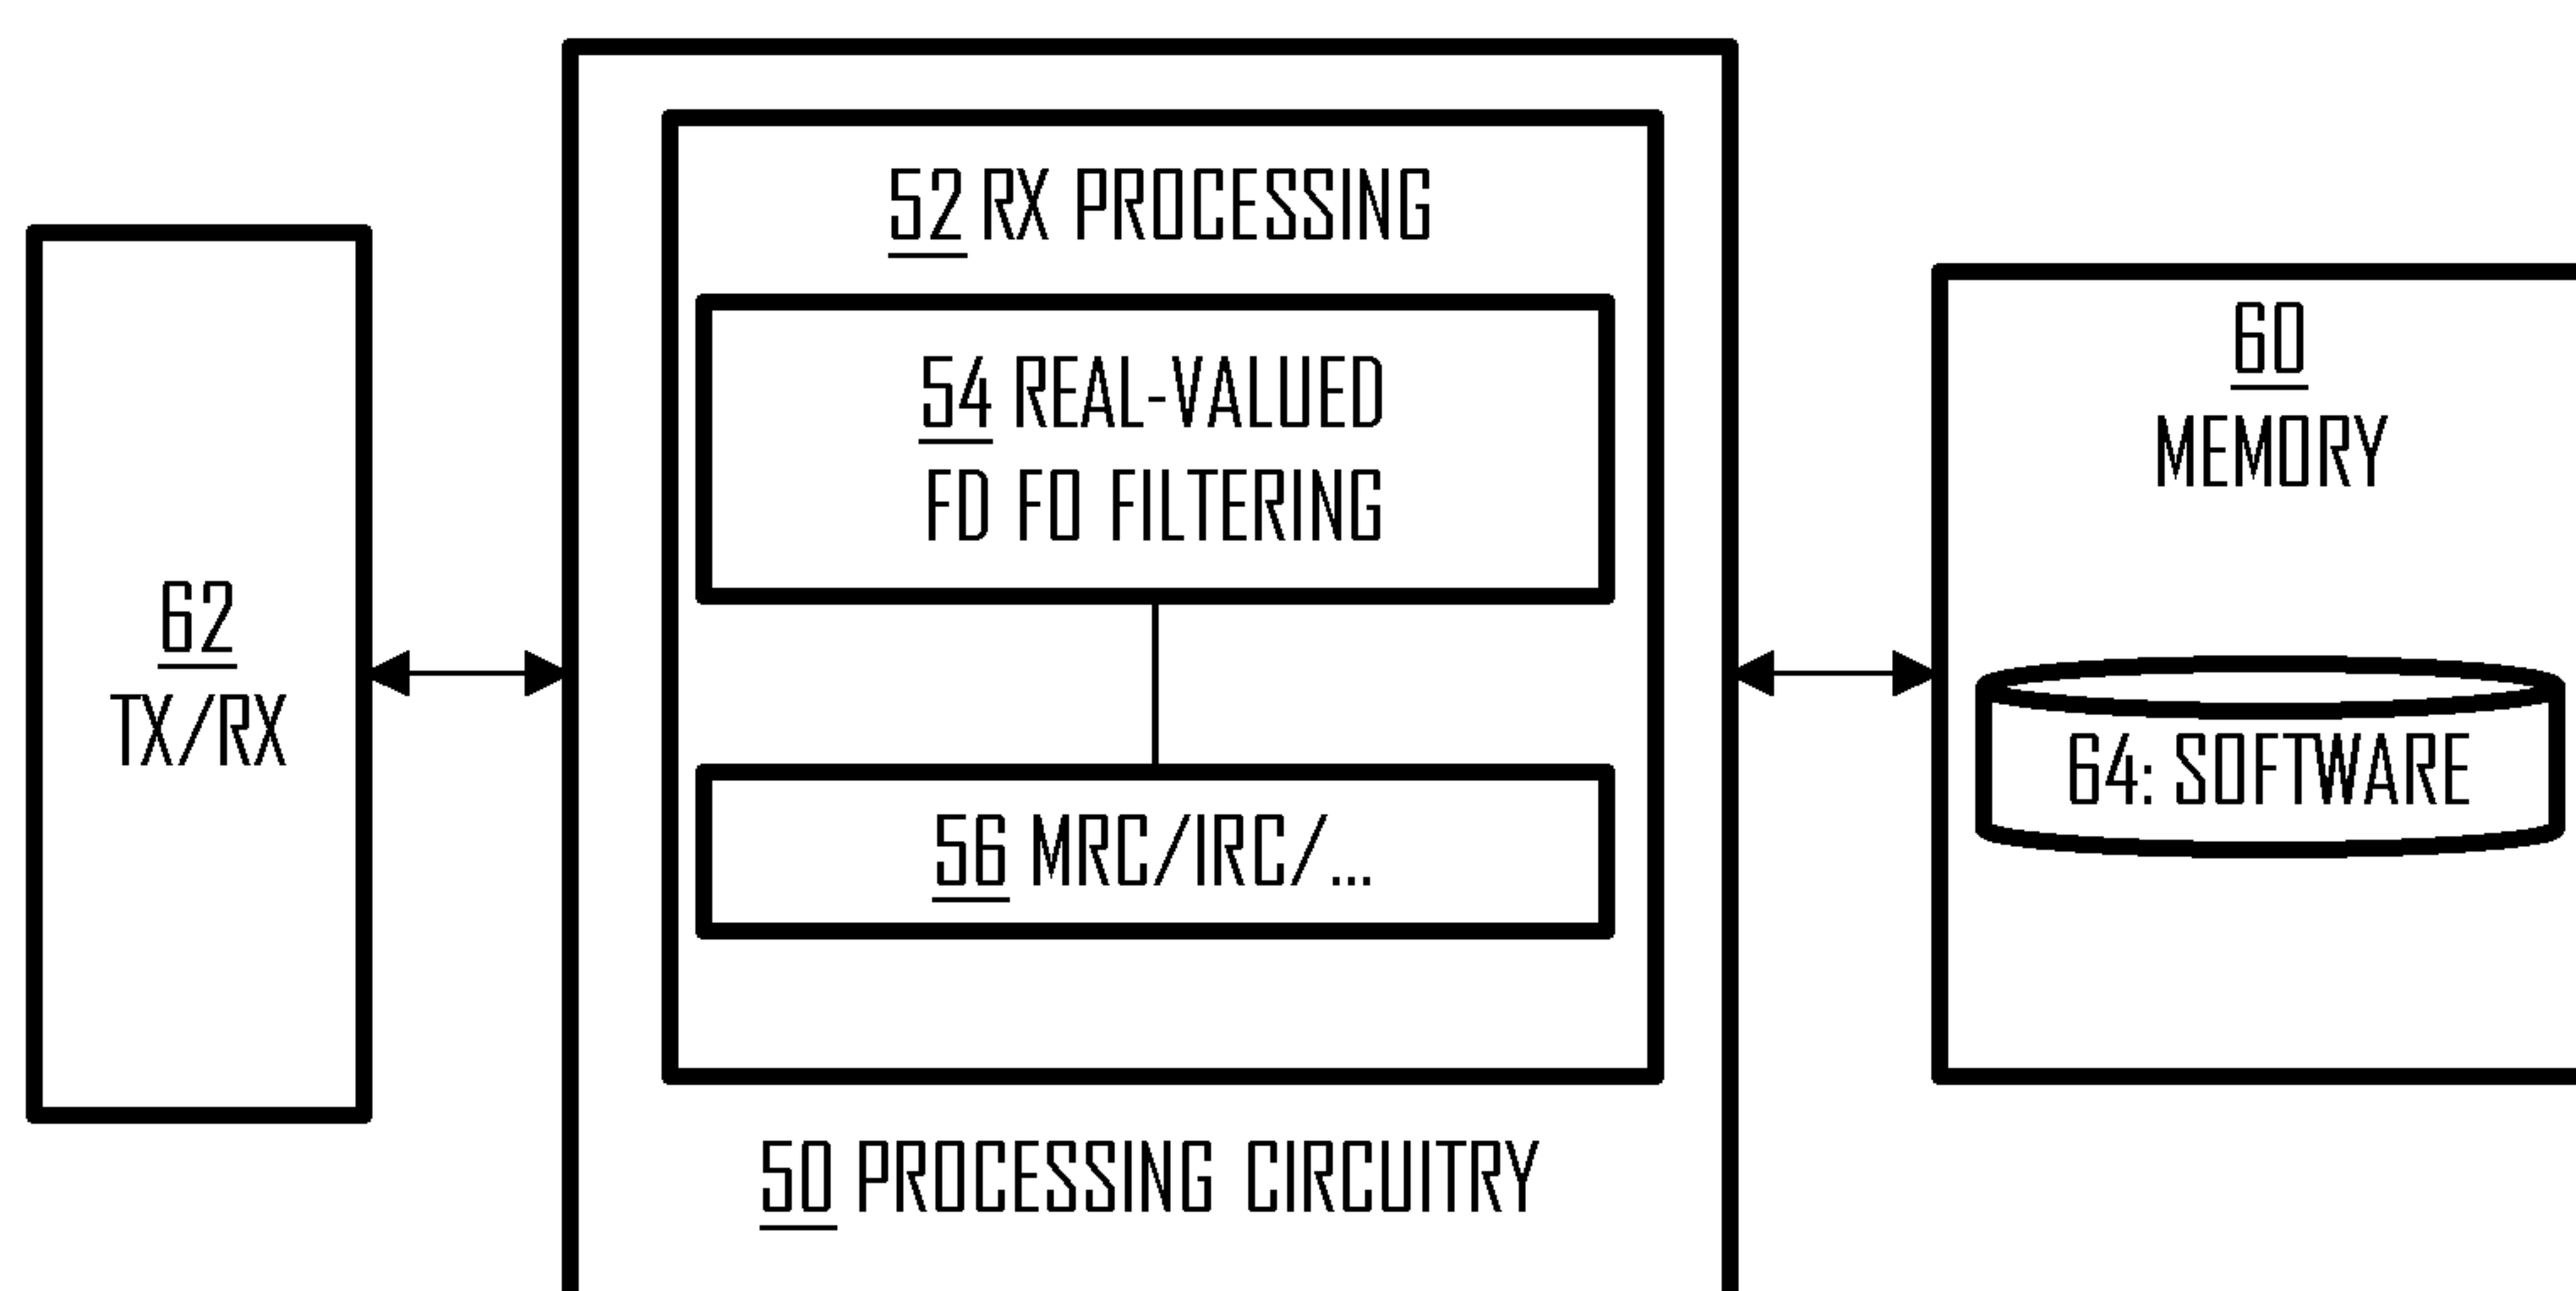 62
TX/RX
52 RX PROCESSING
54 REAL-VALUED
FD FO FILTERING
56 MRC/IRC/...
50 PROCESSING CIRCUITRY
60
MEMORY
64: SOFTWARE